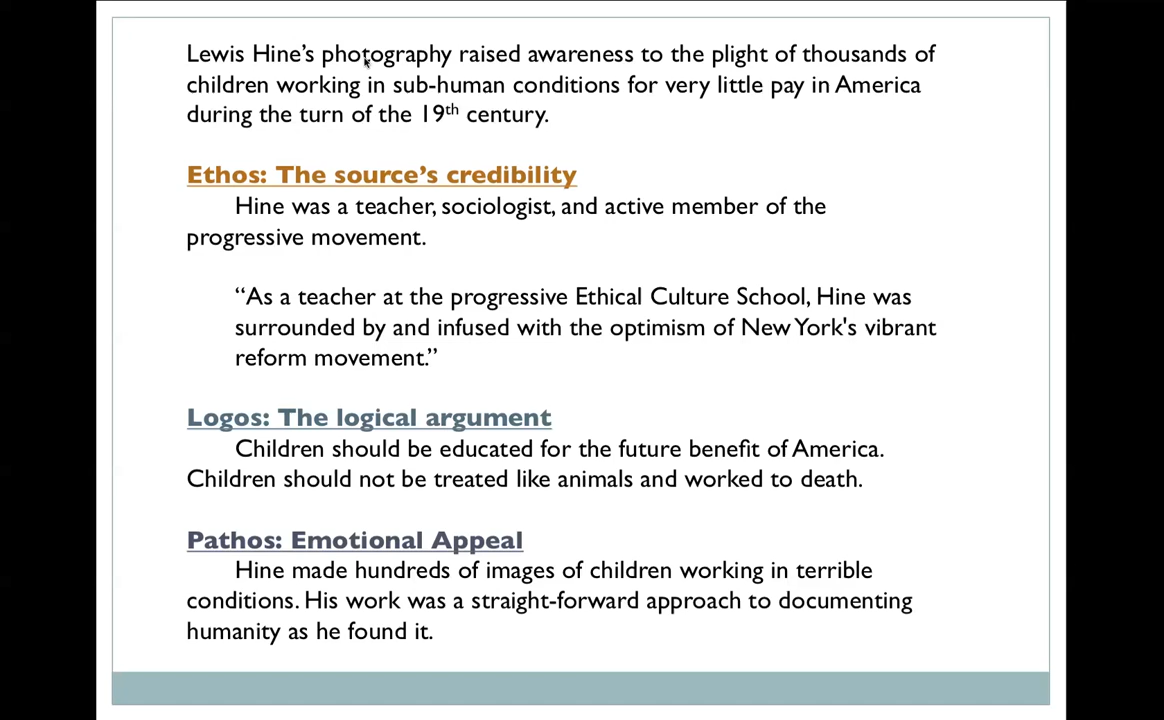 Lewis Hine’s photography raised awareness to the plight of thousands of
children working in sub-human conditions for very little pay in America
during the turn of the 19th century.
Ethos: The source’s credibility
Hine was a teacher, sociologist, and active member of the
progressive movement.
“As a teacher at the progressive Ethical Culture School, Hine was
surrounded by and infused with the optimism of New York's vibrant
reform movement.”
Logos: The logical argument
Children should be educated for the future benefit of America.
Children should not be treated like animals and worked to death.
Pathos: Emotional Appeal
Hine made hundreds of images of children working in terrible
conditions. His work was a straight-forward approach to documenting
humanity as he found it.